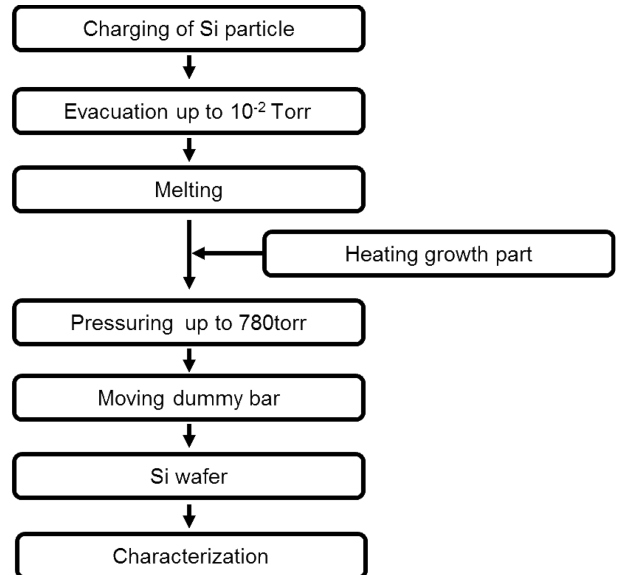 Charging of Si particle
Evacuation up to 10⁻² Torr
Melting
Heating growth part
Pressuring up to 780torr
Moving dummy bar
Si wafer
Characterization